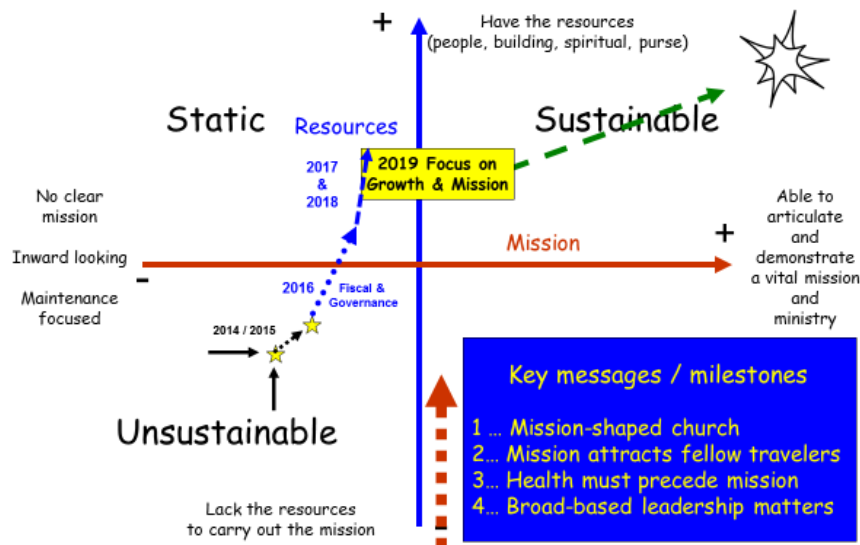 +
Have the resources
(people, building, spiritual, purse)
Static
Resources
Sustainable
2017
&
2018
2019 Focus on
Growth & Mission
No clear
mission
Inward looking
Maintenance
focused
-
Mission
+
Able to
articulate
and
demonstrate
a vital mission
and
ministry
2016
Fiscal &
Governance
2014 / 2015
Unsustainable
Lack the resources
to carry out the mission
-
Key messages / milestones
1 … Mission-shaped church
2… Mission attracts fellow travelers
3… Health must precede mission
4… Broad-based leadership matters